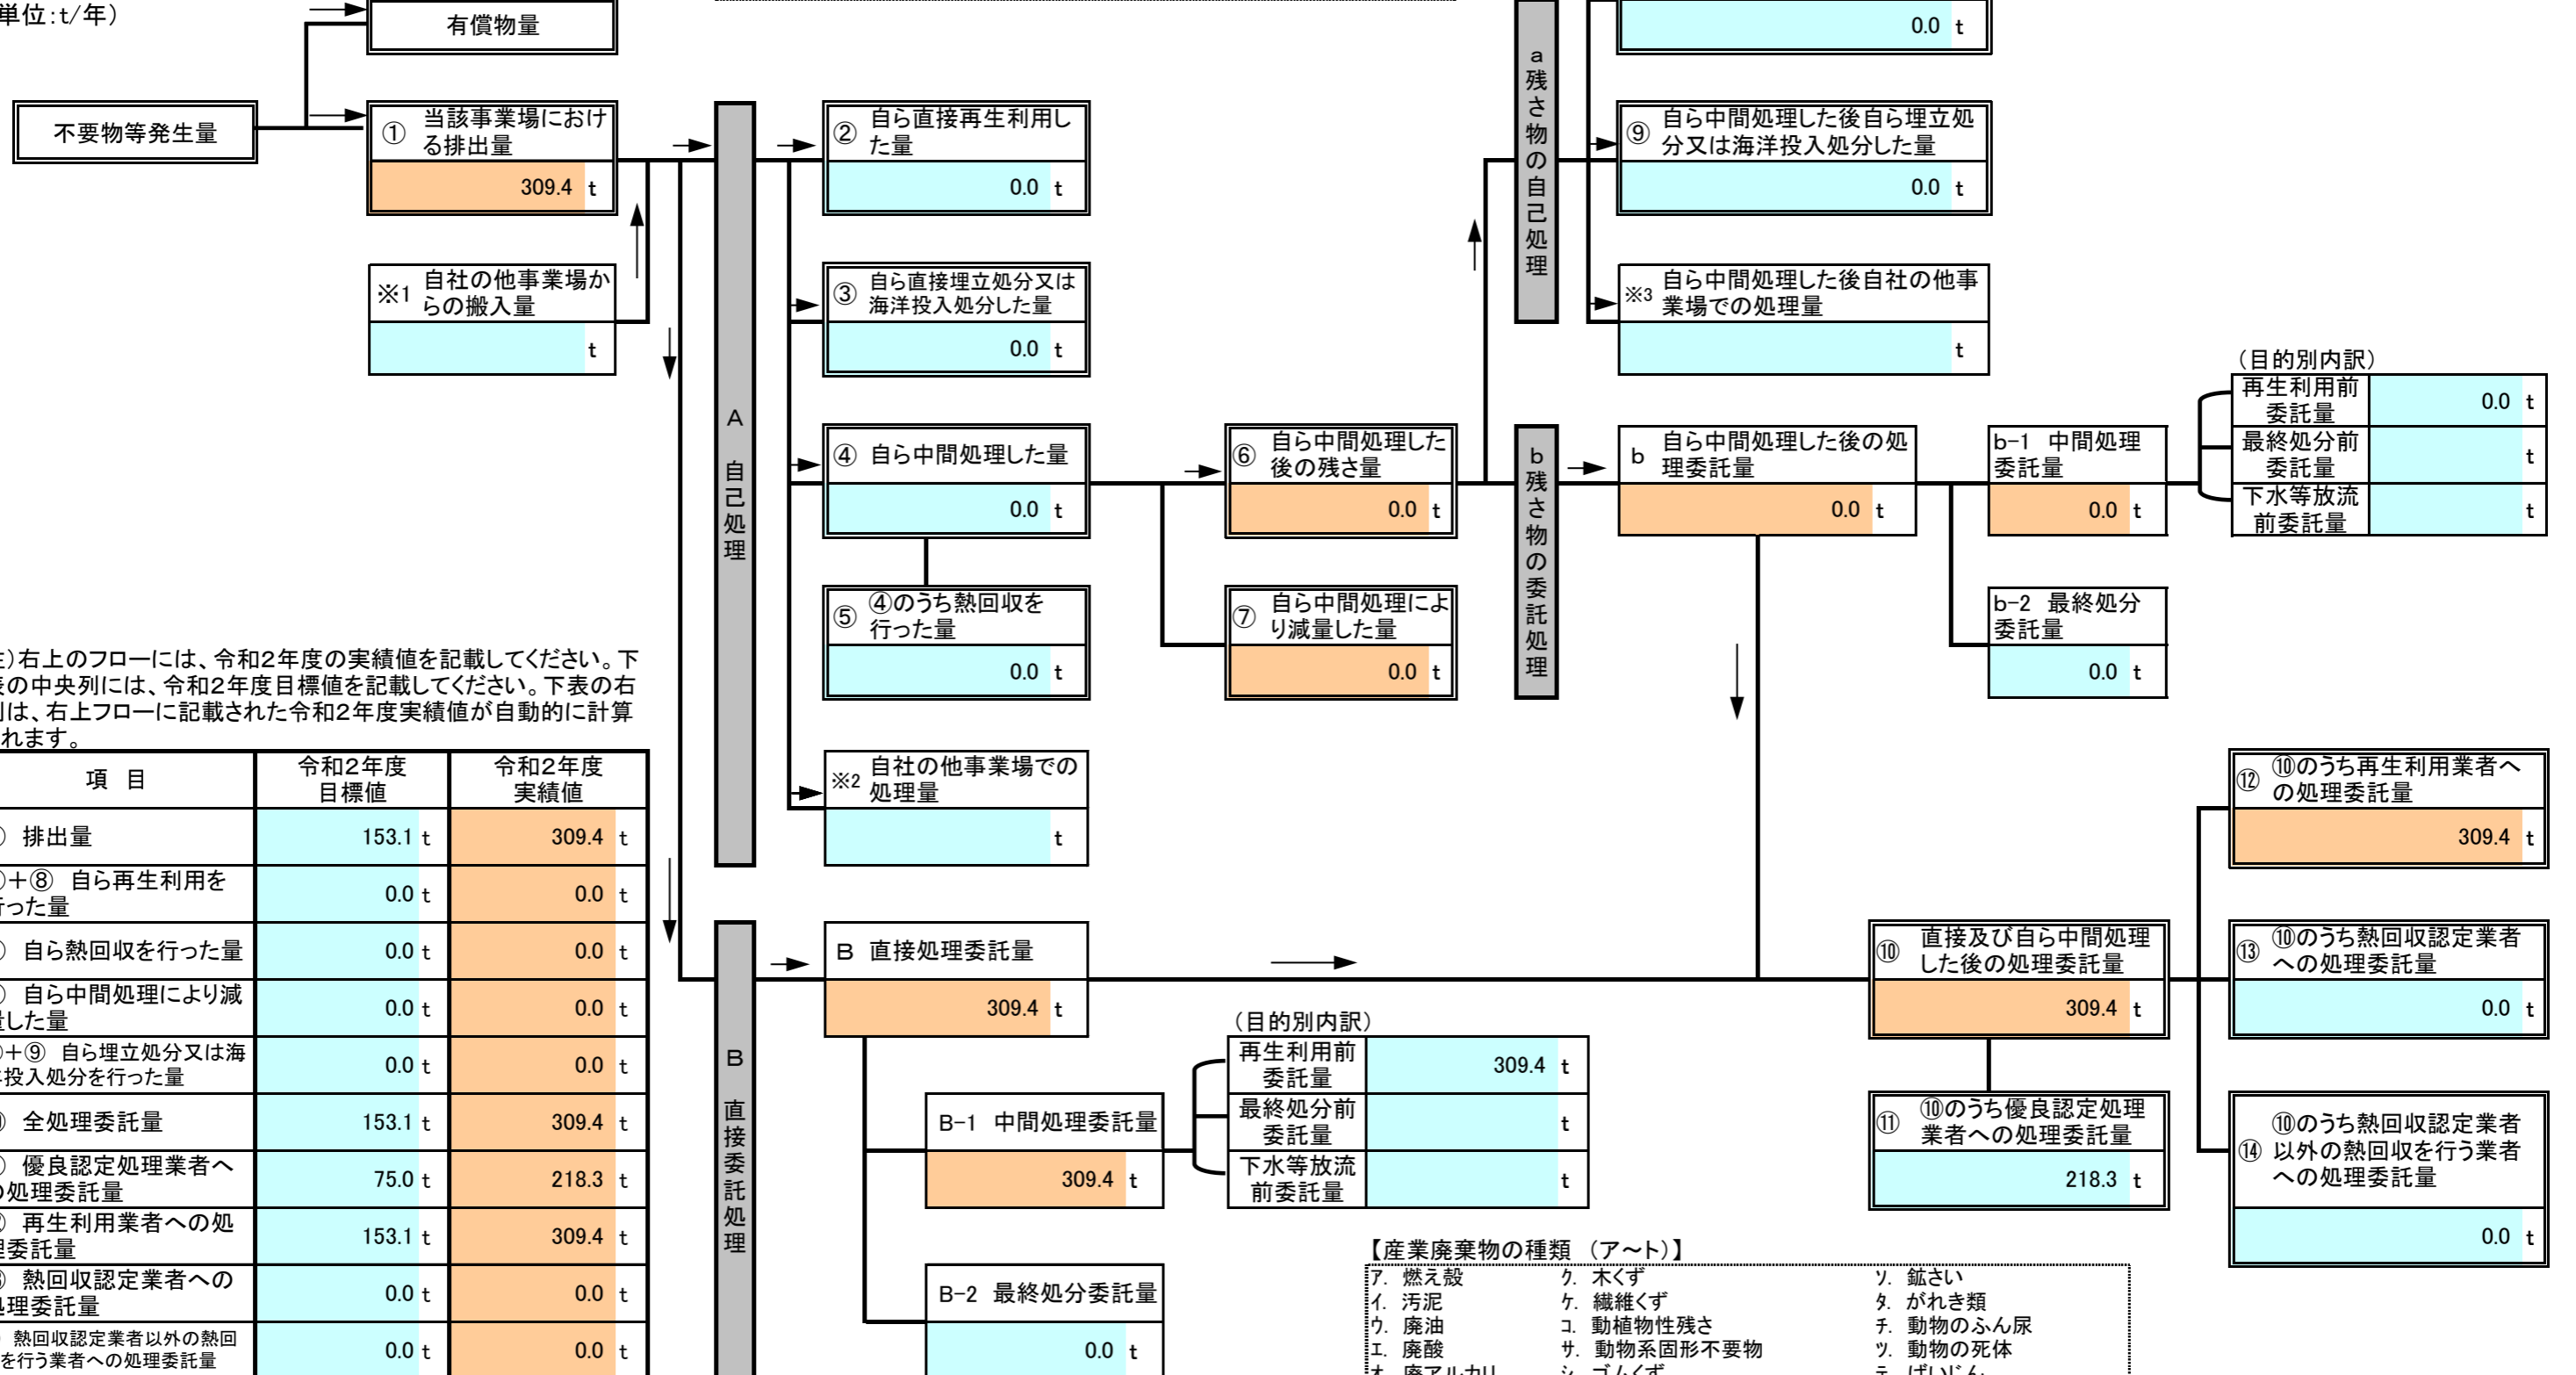 単位:t/年)
有償物量
0.0 t
不要物等発生量
① 当該事業場におけ
る排出量
309.4 t
※1 自社の他事業場か
らの搬入量
t
A 自己処理
② 自ら直接再生利用し
た量
0.0 t
③ 自ら直接埋立処分又は
海洋投入処分した量
0.0 t
④ 自ら中間処理した量
0.0 t
⑤ ④のうち熱回収を
行った量
0.0 t
※2 自社の他事業場での
処理量
t
⑥ 自ら中間処理した
後の残さ量
0.0 t
⑦ 自ら中間処理によ
り減量した量
0.0 t
a 残さ物の自己処理
⑨ 自ら中間処理した後自ら埋立処
分又は海洋投入処分した量
0.0 t
※3 自ら中間処理した後自社の他事
業場での処理量
t
b 残さ物の委託処理
b 自ら中間処理した後の処
理委託量
0.0 t
b-1 中間処理
委託量
0.0 t
b-2 最終処分
委託量
0.0 t
(目的別内訳)
再生利用前
委託量
0.0 t
最終処分前
委託量
t
下水等放流
前委託量
t
)右上のフローには、令和2年度の実績値を記載してください。下
表の中央列には、令和2年度目標値を記載してください。下表の右
列は、右上フローに記載された令和2年度実績値が自動的に計算
れます。
項 目
令和2年度
目標値
令和2年度
実績値
排出量 153.1 t 309.4 t
+⑧ 自ら再生利用を
行った量
0.0 t 0.0 t
自ら熱回収を行った量 0.0 t 0.0 t
自ら中間処理により減
量した量
0.0 t 0.0 t
+⑨ 自ら埋立処分又は海
洋投入処分を行った量
0.0 t 0.0 t
全処理委託量 153.1 t 309.4 t
優良認定処理業者へ
の処理委託量
75.0 t 218.3 t
再生利用業者への処
理委託量
153.1 t 309.4 t
熱回収認定業者への
処理委託量
0.0 t 0.0 t
熱回収認定業者以外の熱回
を行う業者への処理委託量
0.0 t 0.0 t
B 直接委託処理
B 直接処理委託量
309.4 t
B-1 中間処理委託量
309.4 t
B-2 最終処分委託量
0.0 t
(目的別内訳)
再生利用前
委託量
309.4 t
最終処分前
委託量
t
下水等放流
前委託量
t
⑩ 直接及び自ら中間処理
した後の処理委託量
309.4 t
⑪ ⑩のうち優良認定処理
業者への処理委託量
218.3 t
⑫ ⑩のうち再生利用業者へ
の処理委託量
309.4 t
⑬ ⑩のうち熱回収認定業者
への処理委託量
0.0 t
⑭ ⑩のうち熱回収認定業者
以外の熱回収を行う業者
への処理委託量
0.0 t
【産業廃棄物の種類 (ア~ト)】
ア. 燃え殻 ク. 木くず ソ. 鉱さい
イ. 汚泥 ケ. 繊維くず タ. がれき類
ウ. 廃油 コ. 動植物性残さ チ. 動物のふん尿
エ. 廃酸 サ. 動物系固形不要物 ツ. 動物の死体
オ. 廃アルカリ シ. ゴムくず テ. ばいじん